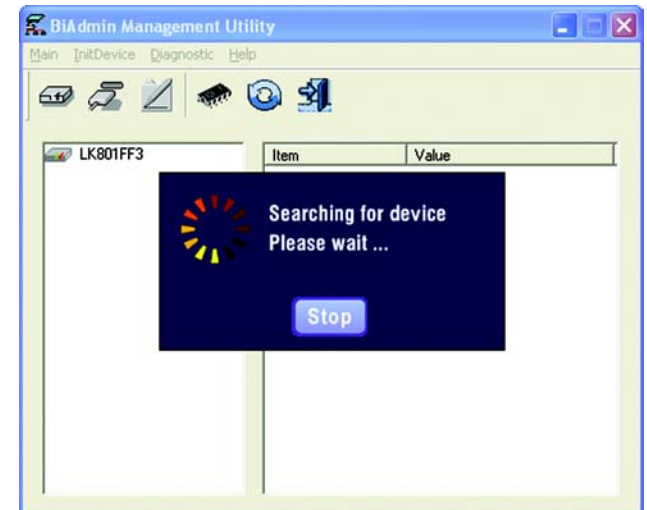 BiAdmin Management Utility
Main InitDevice Diagnostic Help
LK801FF3
Item Value
Searching for device
Please wait ...
Stop